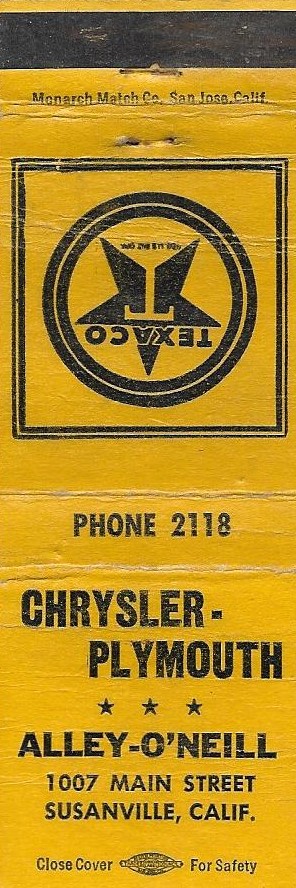 Monarch Match Co. San Jose, Calif.
TEXACO
T
PHONE 2118
CHRYSLER-
PLYMOUTH
ALLEY-O'NEILL
1007 MAIN STREET
SUSANVILLE, CALIF.
Close Cover For Safety